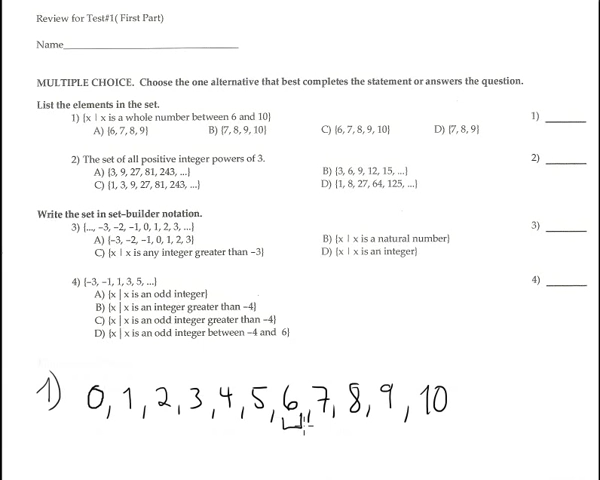 Review for Test#1( First Part)
Name
MULTIPLE CHOICE. Choose the one alternative that best completes the statement or answers the question.
List the elements in the set.
1) {x | x is a whole number between 6 and 10} 1)
A) {6, 7, 8, 9} B) {7, 8, 9, 10} C) {6, 7, 8, 9, 10} D) {7, 8, 9}
2) The set of all positive integer powers of 3. 2)
A) {3, 9, 27, 81, 243, ...} B) {3, 6, 9, 12, 15, ...}
C) {1, 3, 9, 27, 81, 243, ...} D) {1, 8, 27, 64, 125, ...}
Write the set in set-builder notation.
3) {..., -3, -2, -1, 0, 1, 2, 3, ...} 3)
A) {-3, -2, -1, 0, 1, 2, 3} B) {x | x is a natural number}
C) {x | x is any integer greater than -3} D) {x | x is an integer}
4) {-3, -1, 1, 3, 5, ...} 4)
A) {x | x is an odd integer}
B) {x | x is an integer greater than -4}
C) {x | x is an odd integer greater than -4}
D) {x | x is an odd integer between -4 and 6}
1) 0, 1, 2, 3, 4, 5, 6, 7, 8, 9, 10